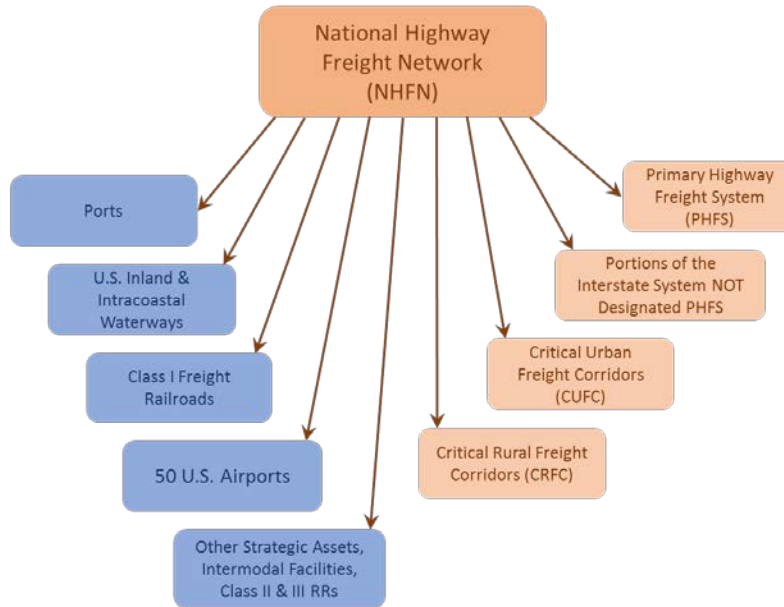 National Highway
Freight Network
(NHFN)
Ports
U.S. Inland &
Intracoastal
Waterways
Class I Freight
Railroads
50 U.S. Airports
Other Strategic Assets,
Intermodal Facilities,
Class II & III RRs
Primary Highway
Freight System
(PHFS)
Portions of the
Interstate System NOT
Designated PHFS
Critical Urban
Freight Corridors
(CUFC)
Critical Rural Freight
Corridors (CRFC)